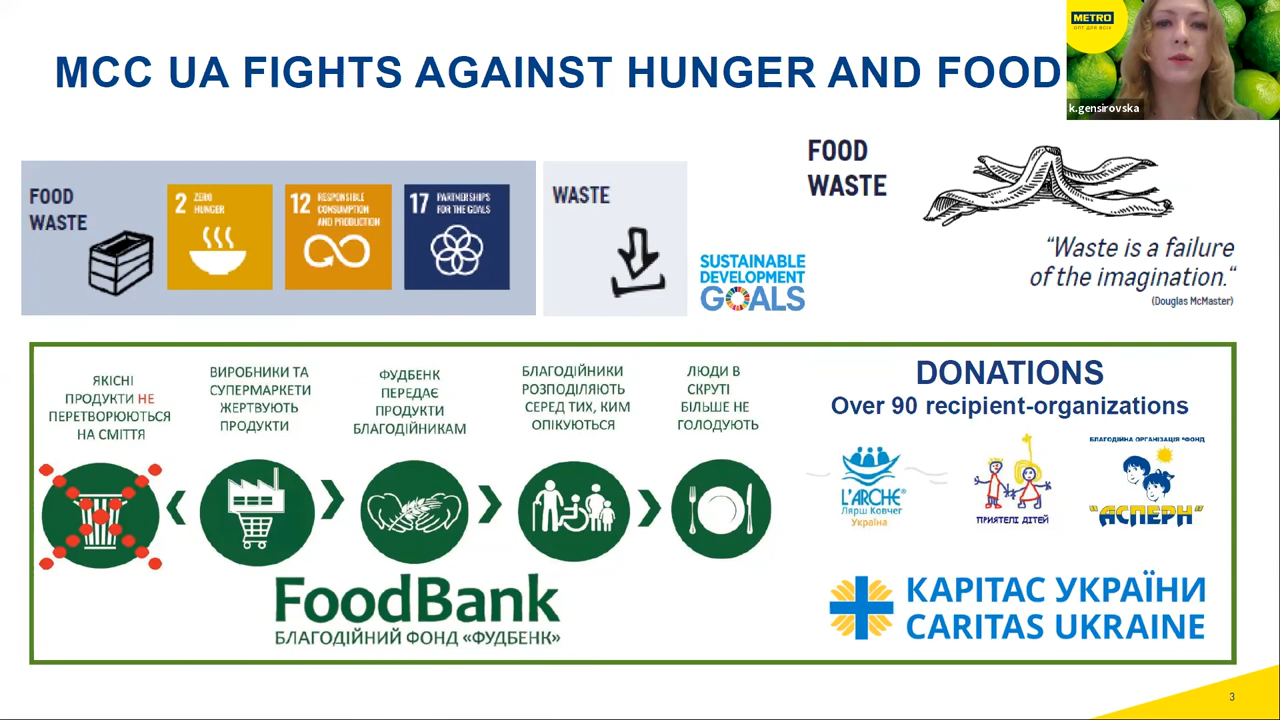 MCC UA FIGHTS AGAINST HUNGER AND FOOD
METRO
ОПТ ДЛЯ ВСІХ
k.gensirovska
FOOD
WASTE
2 ZERO
HUNGER
12 RESPONSIBLE
CONSUMPTION
AND PRODUCTION
17 PARTNERSHIPS
FOR THE GOALS
WASTE
SUSTAINABLE
DEVELOPMENT
GOALS
FOOD
WASTE
“Waste is a failure
of the imagination.“
(Douglas McMaster)
ЯКІСНІ
ПРОДУКТИ НЕ
ПЕРЕТВОРЮЮТЬСЯ
НА СМІТТЯ
ВИРОБНИКИ ТА
СУПЕРМАРКЕТИ
ЖЕРТВУЮТЬ
ПРОДУКТИ
ФУДБЕНК
ПЕРЕДАЄ
ПРОДУКТИ
БЛАГОДІЙНИКАМ
БЛАГОДІЙНИКИ
РОЗПОДІЛЯЮТЬ
СЕРЕД ТИХ, КИМ
ОПІКУЮТЬСЯ
ЛЮДИ В
СКРУТІ
БІЛЬШЕ НЕ
ГОЛОДУЮТЬ
FoodBank
БЛАГОДІЙНИЙ ФОНД «ФУДБЕНК»
DONATIONS
Over 90 recipient-organizations
L'ARCHE®
Лярш Ковчег
Україна
ПРИЯТЕЛІ ДІТЕЙ
БЛАГОДІЙНА ОРГАНІЗАЦІЯ "ФОНД
"АСПЕРН"
КАРІТАС УКРАЇНИ
CARITAS UKRAINE
3